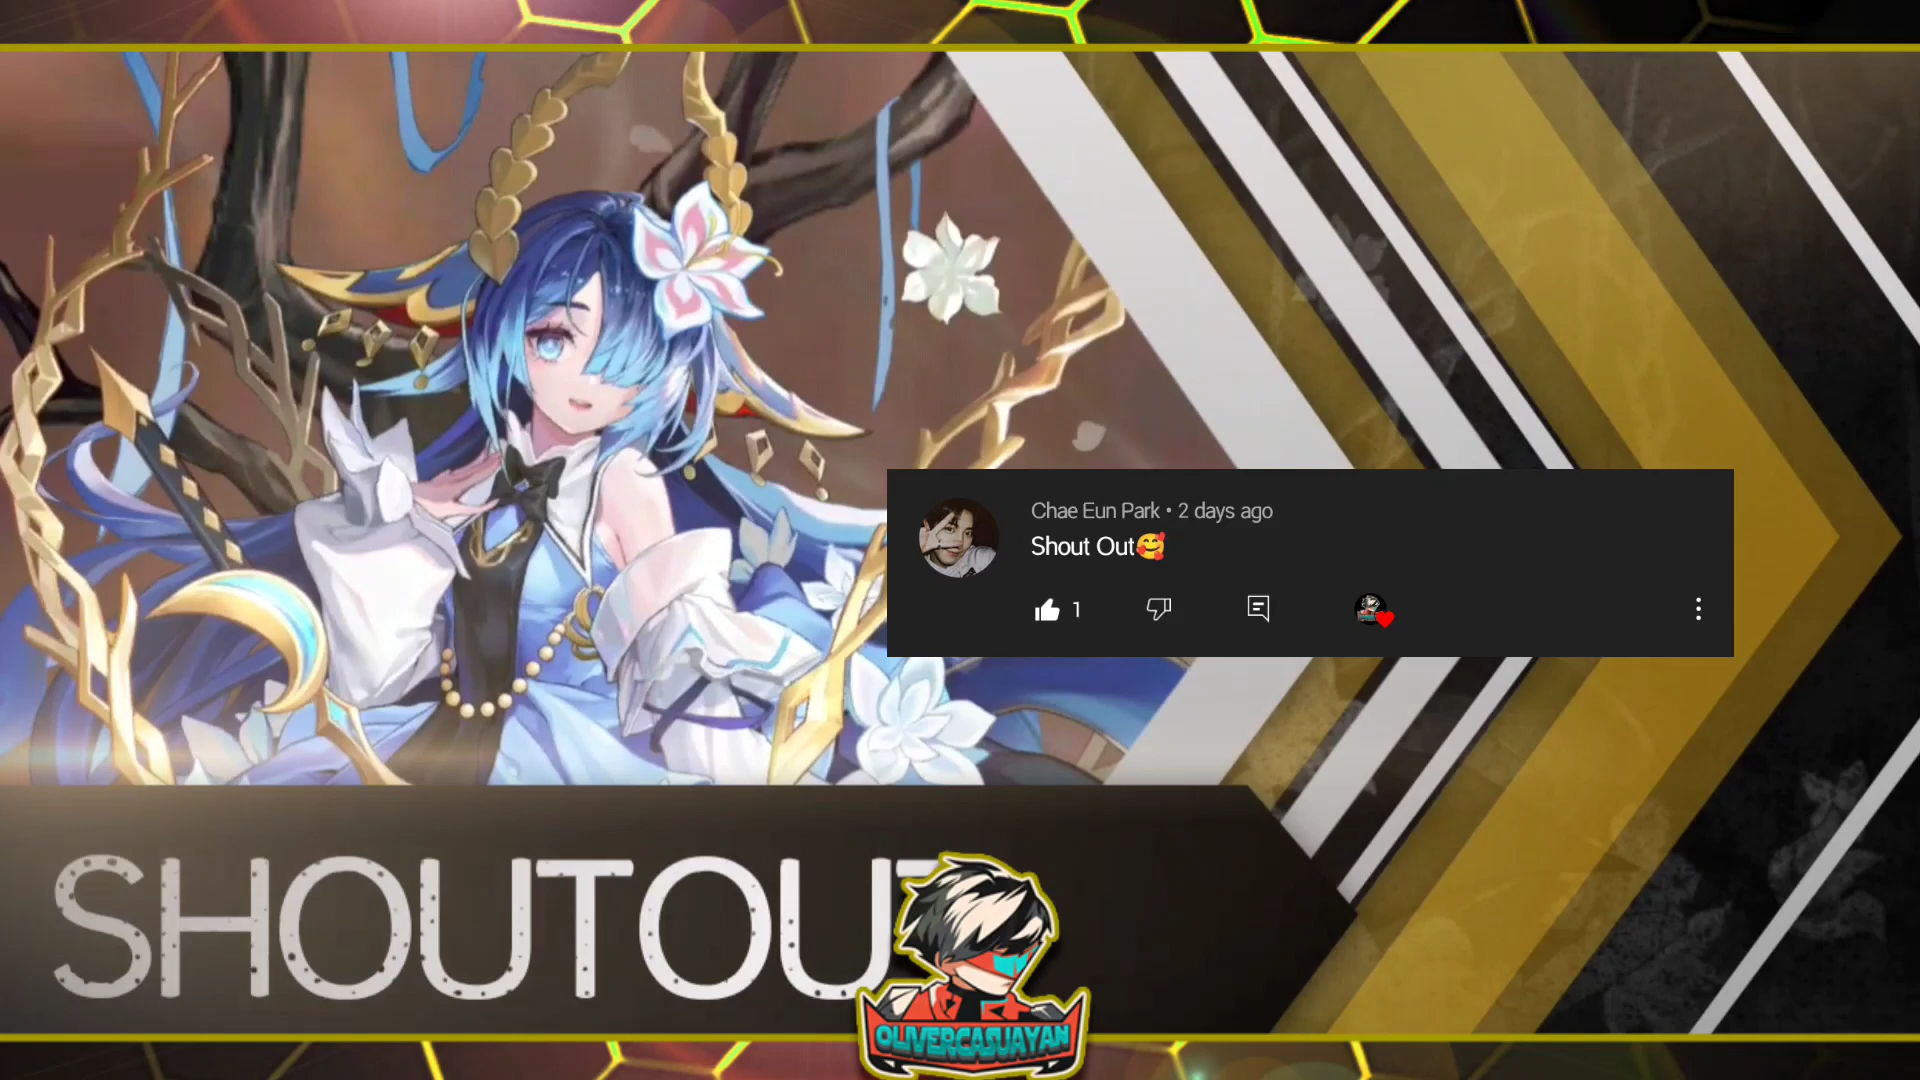 Chae Eun Park • 2 days ago
Shout Out🥰
1
SHOUTOUT
OLIVERCASUAYAN